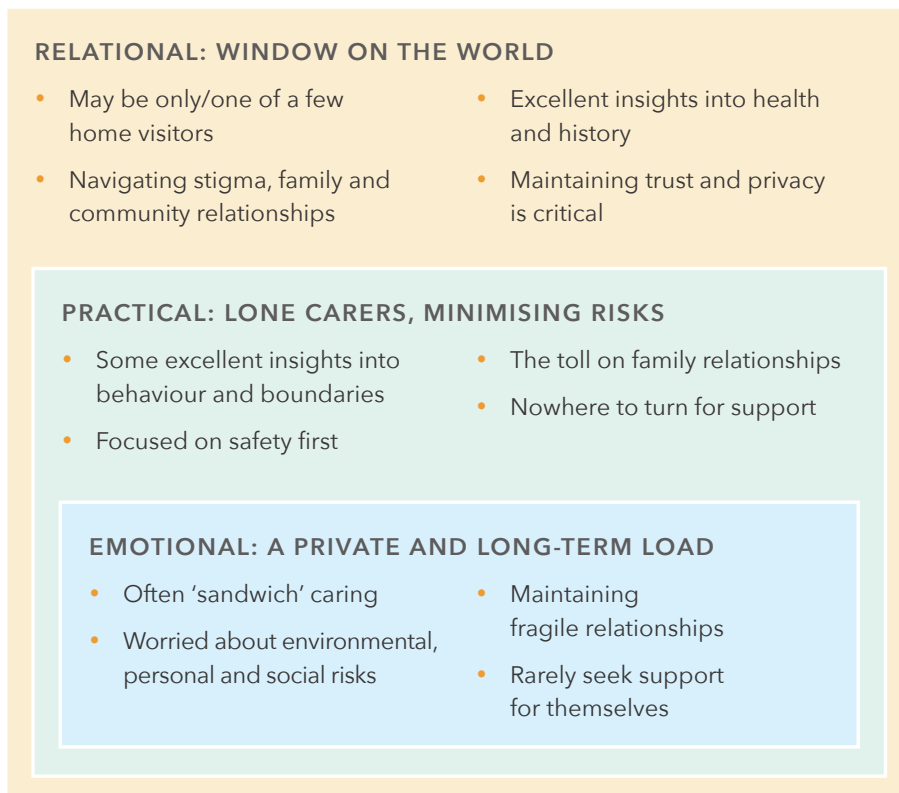 RELATIONAL: WINDOW ON THE WORLD
• May be only/one of a few
home visitors
• Navigating stigma, family and
community relationships
• Excellent insights into health
and history
• Maintaining trust and privacy
is critical
PRACTICAL: LONE CARERS, MINIMISING RISKS
• Some excellent insights into
behaviour and boundaries
• Focused on safety first
• The toll on family relationships
• Nowhere to turn for support
EMOTIONAL: A PRIVATE AND LONG-TERM LOAD
• Often ‘sandwich’ caring
• Worried about environmental,
personal and social risks
• Maintaining
fragile relationships
• Rarely seek support
for themselves